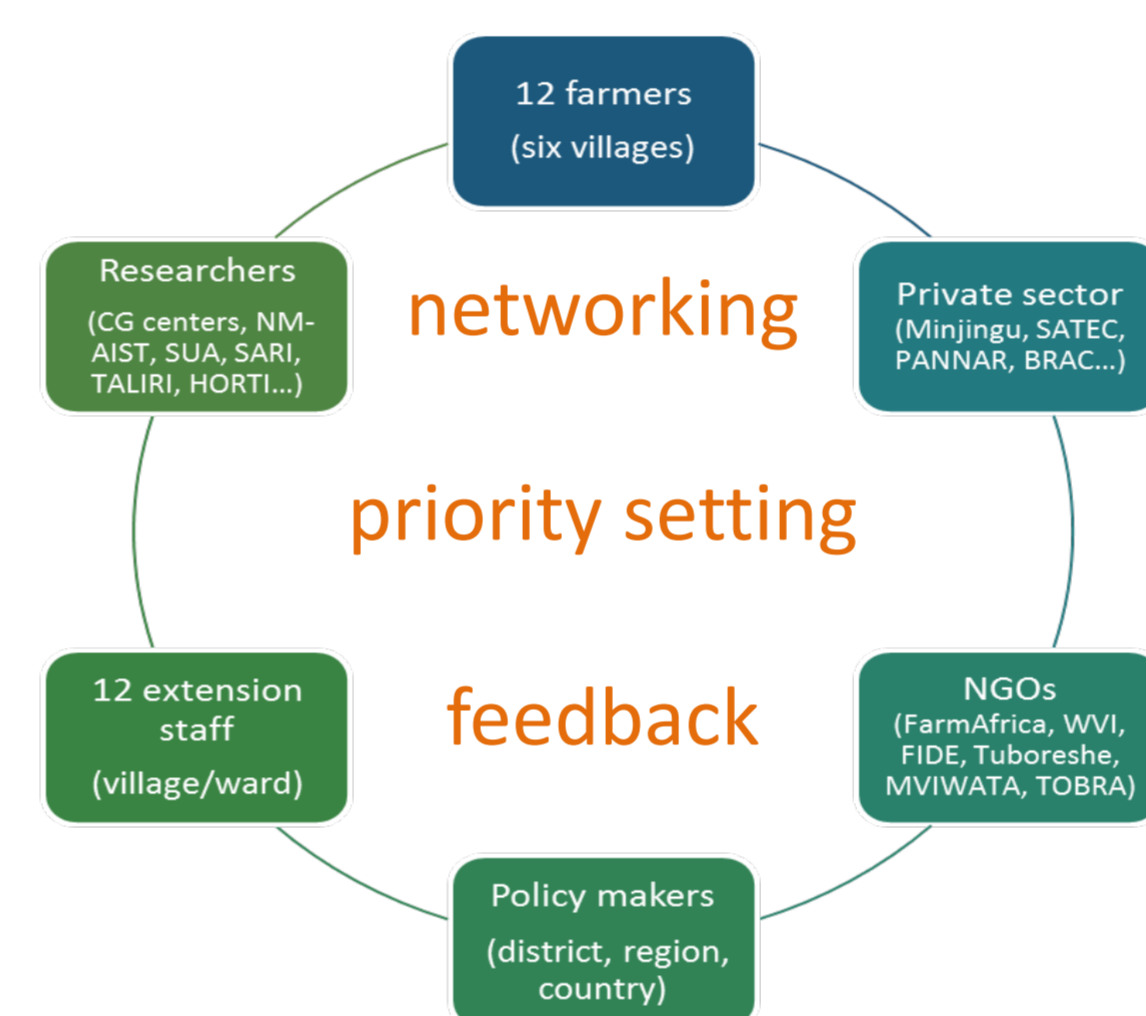 12 farmers
(six villages)
Researchers
(CG centers, NM-
AIST, SUA, SARI,
TALIRI, HORTI...)
networking
Private sector
(Minjingu, SATEC,
PANNAR, BRAC...)
priority setting
12 extension
staff
(village/ward)
feedback
NGOs
(FarmAfrica, WVI,
FIDE, Tuboreshe,
MVIWATA, TOBRA)
Policy makers
(district, region,
country)